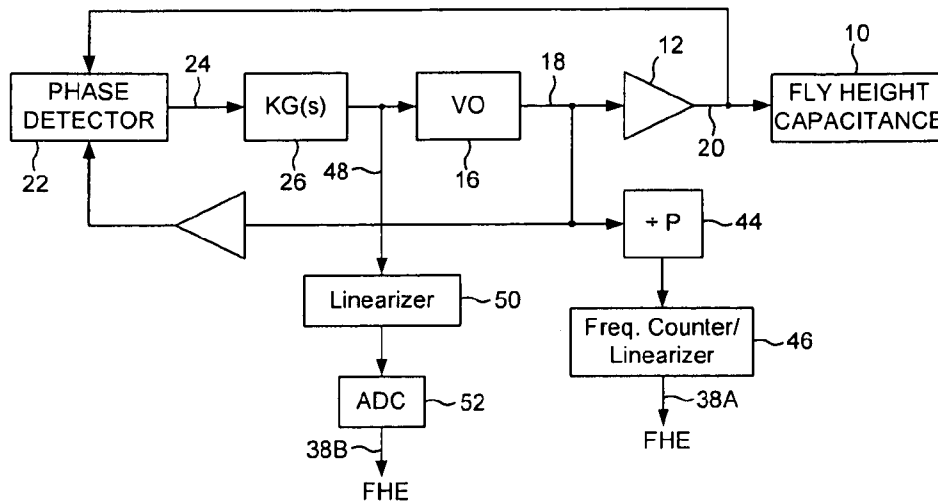 10
12
18
24
PHASE
DETECTOR
KG(s)
VO
FLY HEIGHT
CAPACITANCE
20
22
26
48
16
÷ P
44
Linearizer
50
Freq. Counter/
Linearizer
46
ADC
52
38A
38B
FHE
FHE